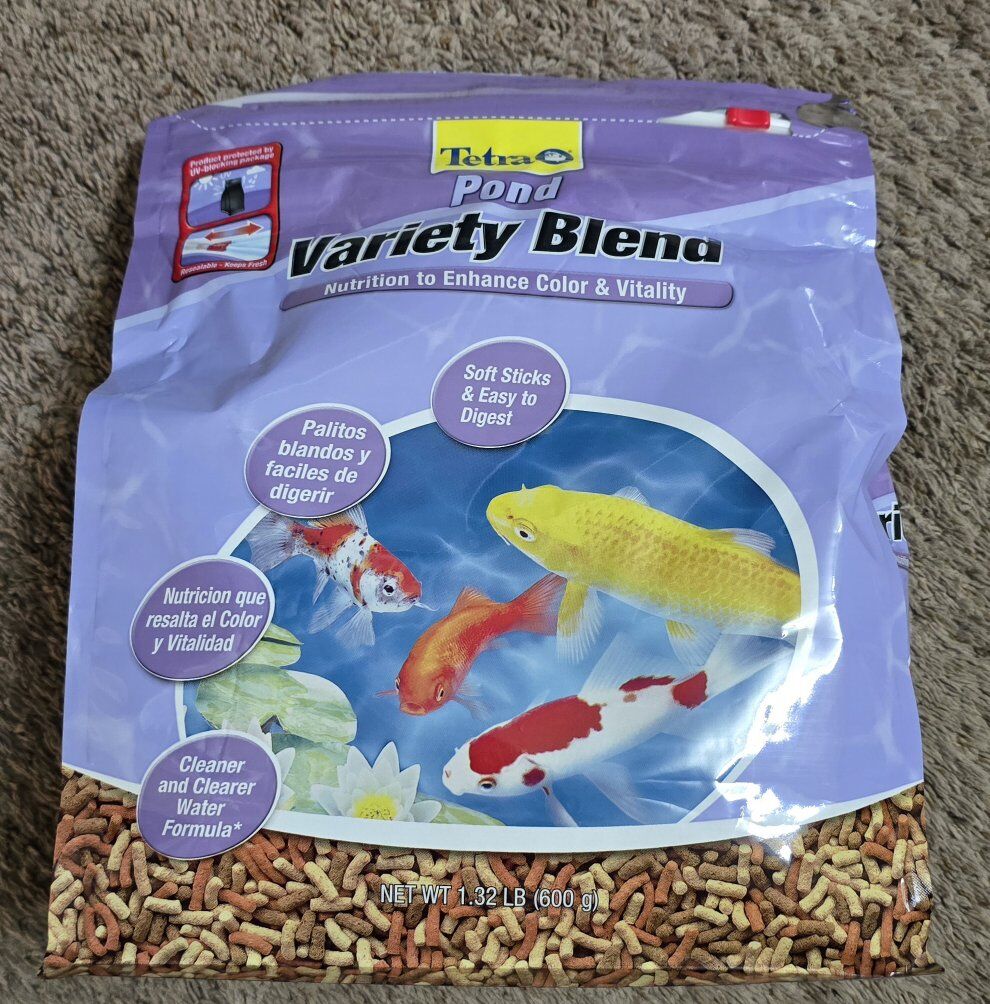 Product protected by
UV-blocking package
UV
Resealable - Keeps Fresh
Tetra
Pond
Variety Blend
Nutrition to Enhance Color & Vitality
Soft Sticks
& Easy to
Digest
Palitos
blandos y
faciles de
digerir
Nutricion que
resalta el Color
y Vitalidad
Cleaner
and Clearer
Water
Formula*
NET WT 1.32 LB (600 g)